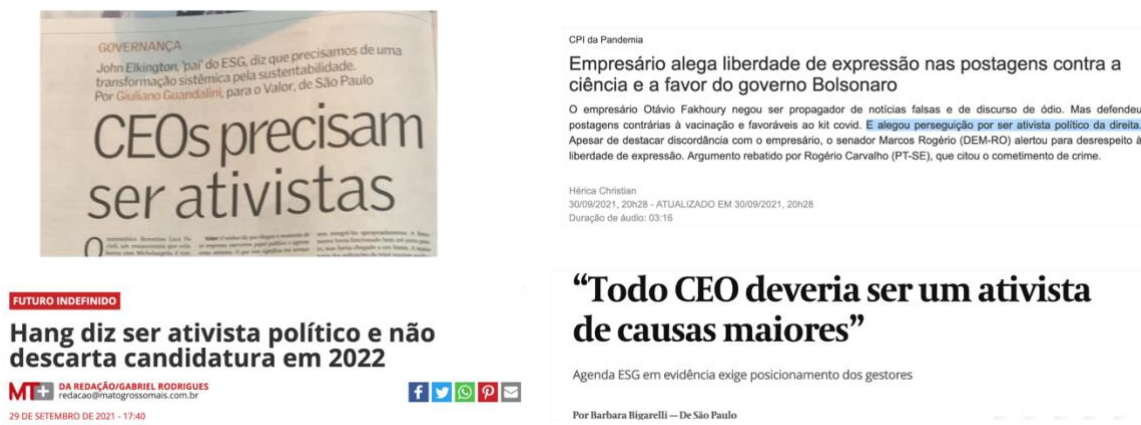 GOVERNANÇA
John Elkington, 'pai' do ESG, diz que precisamos de uma
transformação sistêmica pela sustentabilidade.
Por Giuliano Guandalini, para o Valor, de São Paulo
CEOs precisam
ser ativistas
CPI da Pandemia
Empresário alega liberdade de expressão nas postagens contra a
ciência e a favor do governo Bolsonaro
O empresário Otávio Fakhoury negou ser propagador de notícias falsas e de discurso de ódio. Mas defendeu
postagens contrárias à vacinação e favoráveis ao kit covid. E alegou perseguição por ser ativista político da direita.
Apesar de destacar discordância com o empresário, o senador Marcos Rogério (DEM-RO) alertou para desrespeito à
liberdade de expressão. Argumento rebatido por Rogério Carvalho (PT-SE), que citou o cometimento de crime.
Hérica Christian
30/09/2021, 20h28 - ATUALIZADO EM 30/09/2021, 20h28
Duração de áudio: 03:16
FUTURO INDEFINIDO
Hang diz ser ativista político e não
descarta candidatura em 2022
MT+ DA REDAÇÃO/GABRIEL RODRIGUES
redacao@matogrossomais.com.br
29 DE SETEMBRO DE 2021 - 17:40
“Todo CEO deveria ser um ativista
de causas maiores”
Agenda ESG em evidência exige posicionamento dos gestores
Por Barbara Bigarelli — De São Paulo